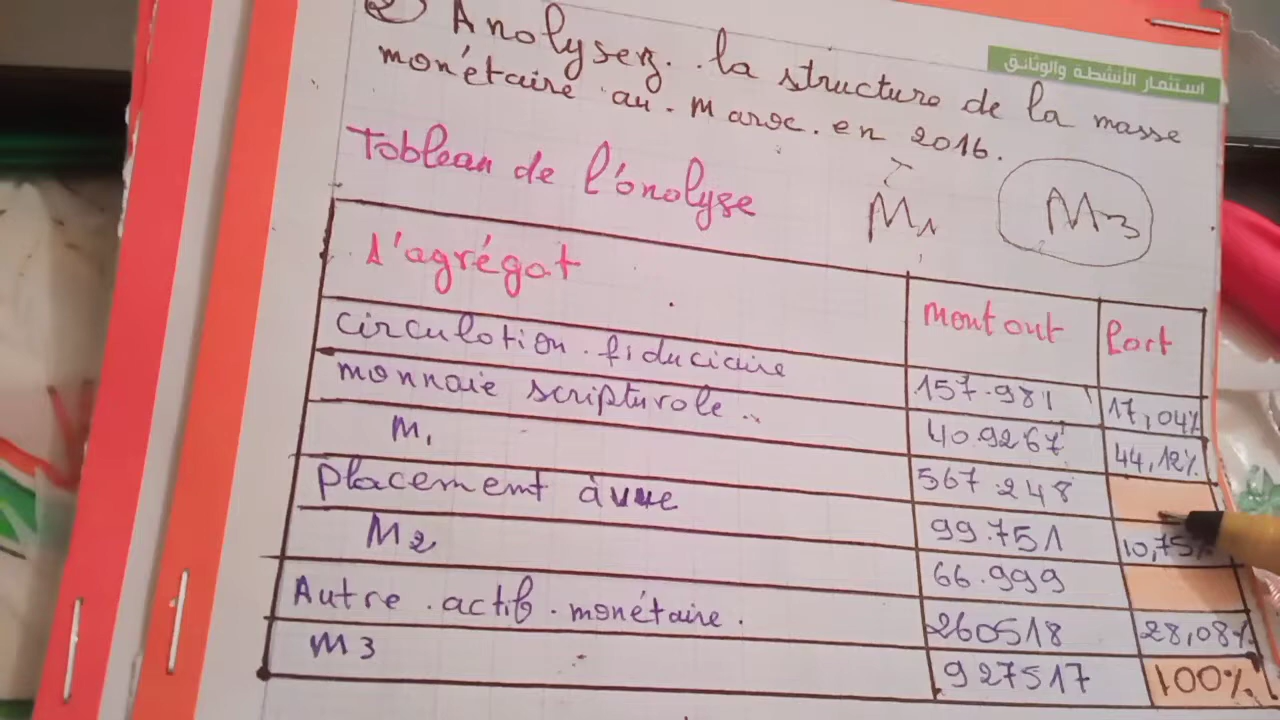 2) Analysez. la structure de la masse
monétaire au. Maroc. en 2016.
استثمار الأنشطة والوثائق
Tableau de l'analyse
M1
M3
l'agrégat montant Part
circulation. fiduciaire 157.981 17,04%
monnaie scripturale .. 409267 44,12%
M1 567.248
placement à vue 99.751 10,75%
M2 66.999
Autre. actif. monétaire. 260518 28,08%
M3 927517 100%